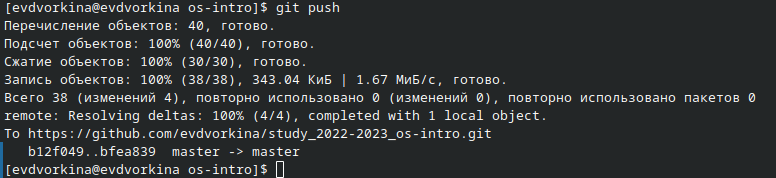 [evdvorkina@evdvorkina os-intro]$ git push
Перечисление объектов: 40, готово.
Подсчет объектов: 100% (40/40), готово.
Сжатие объектов: 100% (30/30), готово.
Запись объектов: 100% (38/38), 343.04 КиБ | 1.67 МиБ/с, готово.
Всего 38 (изменений 4), повторно использовано 0 (изменений 0), повторно использовано пакетов 0
remote: Resolving deltas: 100% (4/4), completed with 1 local object.
To https://github.com/evdvorkina/study_2022-2023_os-intro.git
   b12f049..bfea839  master -> master
[evdvorkina@evdvorkina os-intro]$